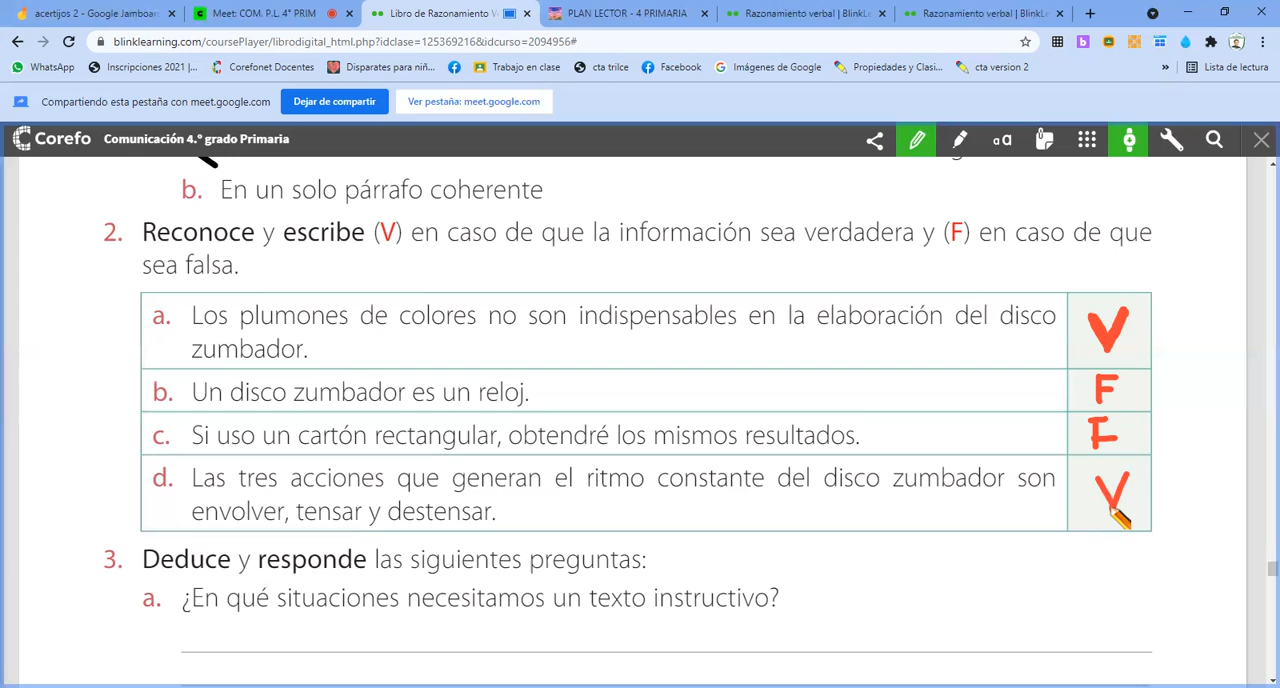 acertijos 2 - Google Jamboard
Meet: COM. P.L. 4° PRIM
Libro de Razonamiento V
PLAN LECTOR - 4 PRIMARIA
Razonamiento verbal | BlinkLe
Razonamiento verbal | BlinkLe
blinklearning.com/coursePlayer/librodigital_html.php?idclase=125369216&idcurso=2094956#
WhatsApp
Inscripciones 2021 |...
Corefonet Docentes
Disparates para niñ...
Trabajo en clase
cta trilce
Facebook
Imágenes de Google
Propiedades y Clasi...
cta version 2
»
Lista de lectura
Compartiendo esta pestaña con meet.google.com
Dejar de compartir
Ver pestaña: meet.google.com
Corefo Comunicación 4.º grado Primaria
aa
b. En un solo párrafo coherente
2. Reconoce y escribe (V) en caso de que la información sea verdadera y (F) en caso de que
sea falsa.
a. Los plumones de colores no son indispensables en la elaboración del disco
zumbador.
V
b. Un disco zumbador es un reloj.
F
c. Si uso un cartón rectangular, obtendré los mismos resultados.
F
d. Las tres acciones que generan el ritmo constante del disco zumbador son
envolver, tensar y destensar.
V
3. Deduce y responde las siguientes preguntas:
a. ¿En qué situaciones necesitamos un texto instructivo?